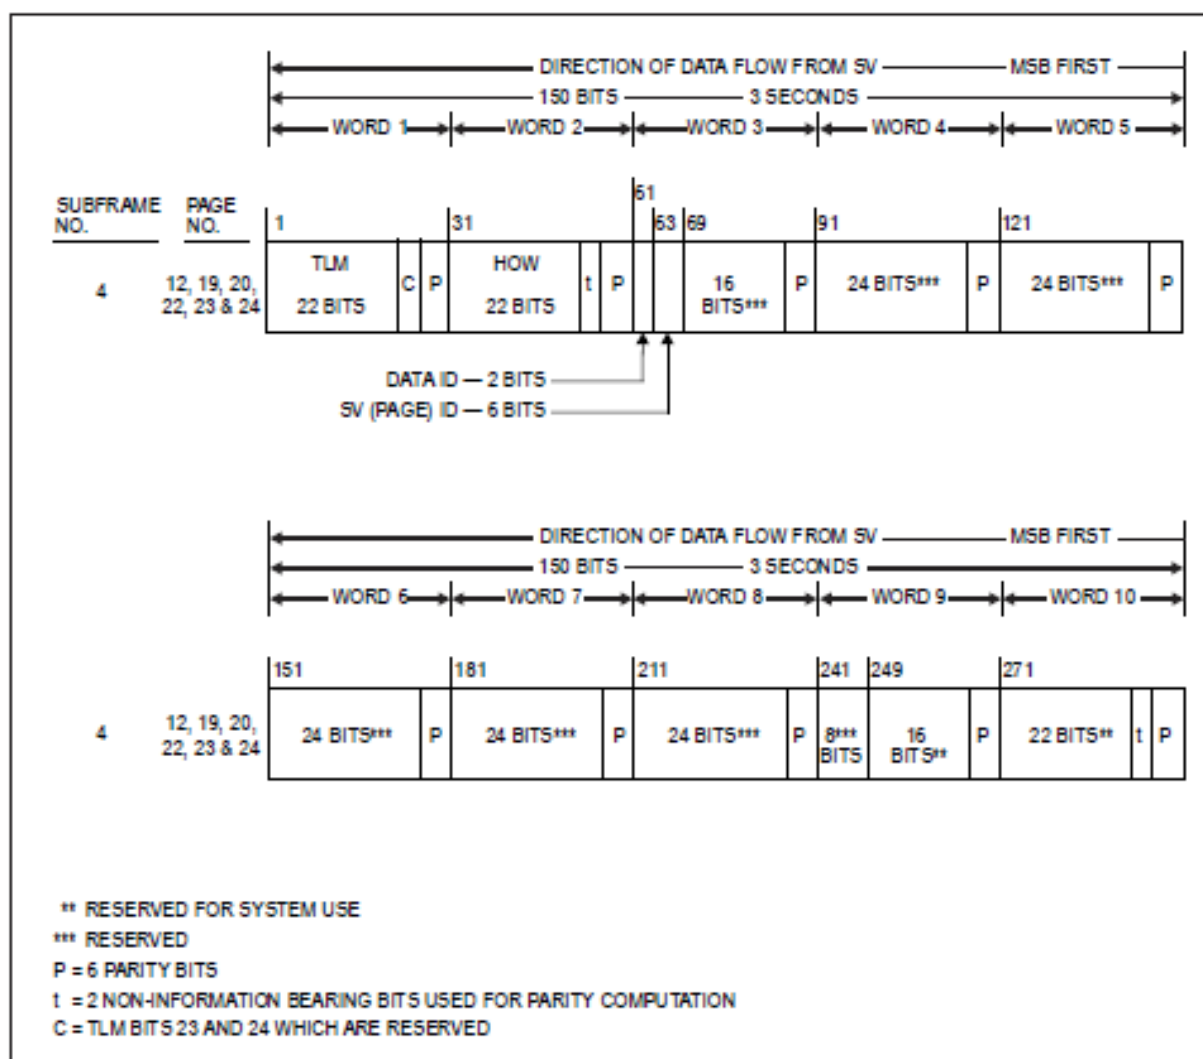 DIRECTION OF DATA FLOW FROM SV MSB FIRST
150 BITS 3 SECONDS
WORD 1 WORD 2 WORD 3 WORD 4 WORD 5
SUBFRAME NO. PAGE NO.
1 31 61 63 69 91 121
4
12, 19, 20,
22, 23 & 24
TLM
22 BITS
C P
HOW
22 BITS
t P
16
BITS***
P
24 BITS*** P
24 BITS*** P
DATA ID — 2 BITS
SV (PAGE) ID — 6 BITS
DIRECTION OF DATA FLOW FROM SV MSB FIRST
150 BITS 3 SECONDS
WORD 6 WORD 7 WORD 8 WORD 9 WORD 10
151 181 211 241 249 271
4
12, 19, 20,
22, 23 & 24
24 BITS*** P
24 BITS*** P
24 BITS*** P
8***
BITS
16
BITS**
P
22 BITS** t P
** RESERVED FOR SYSTEM USE
*** RESERVED
P = 6 PARITY BITS
t = 2 NON-INFORMATION BEARING BITS USED FOR PARITY COMPUTATION
C = TLM BITS 23 AND 24 WHICH ARE RESERVED